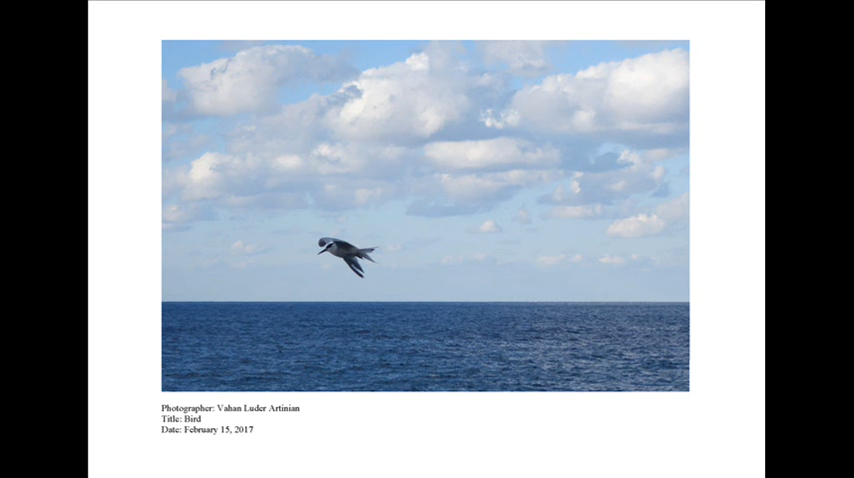 Photographer: Vahan Luder Artinian
Title: Bird
Date: February 15, 2017